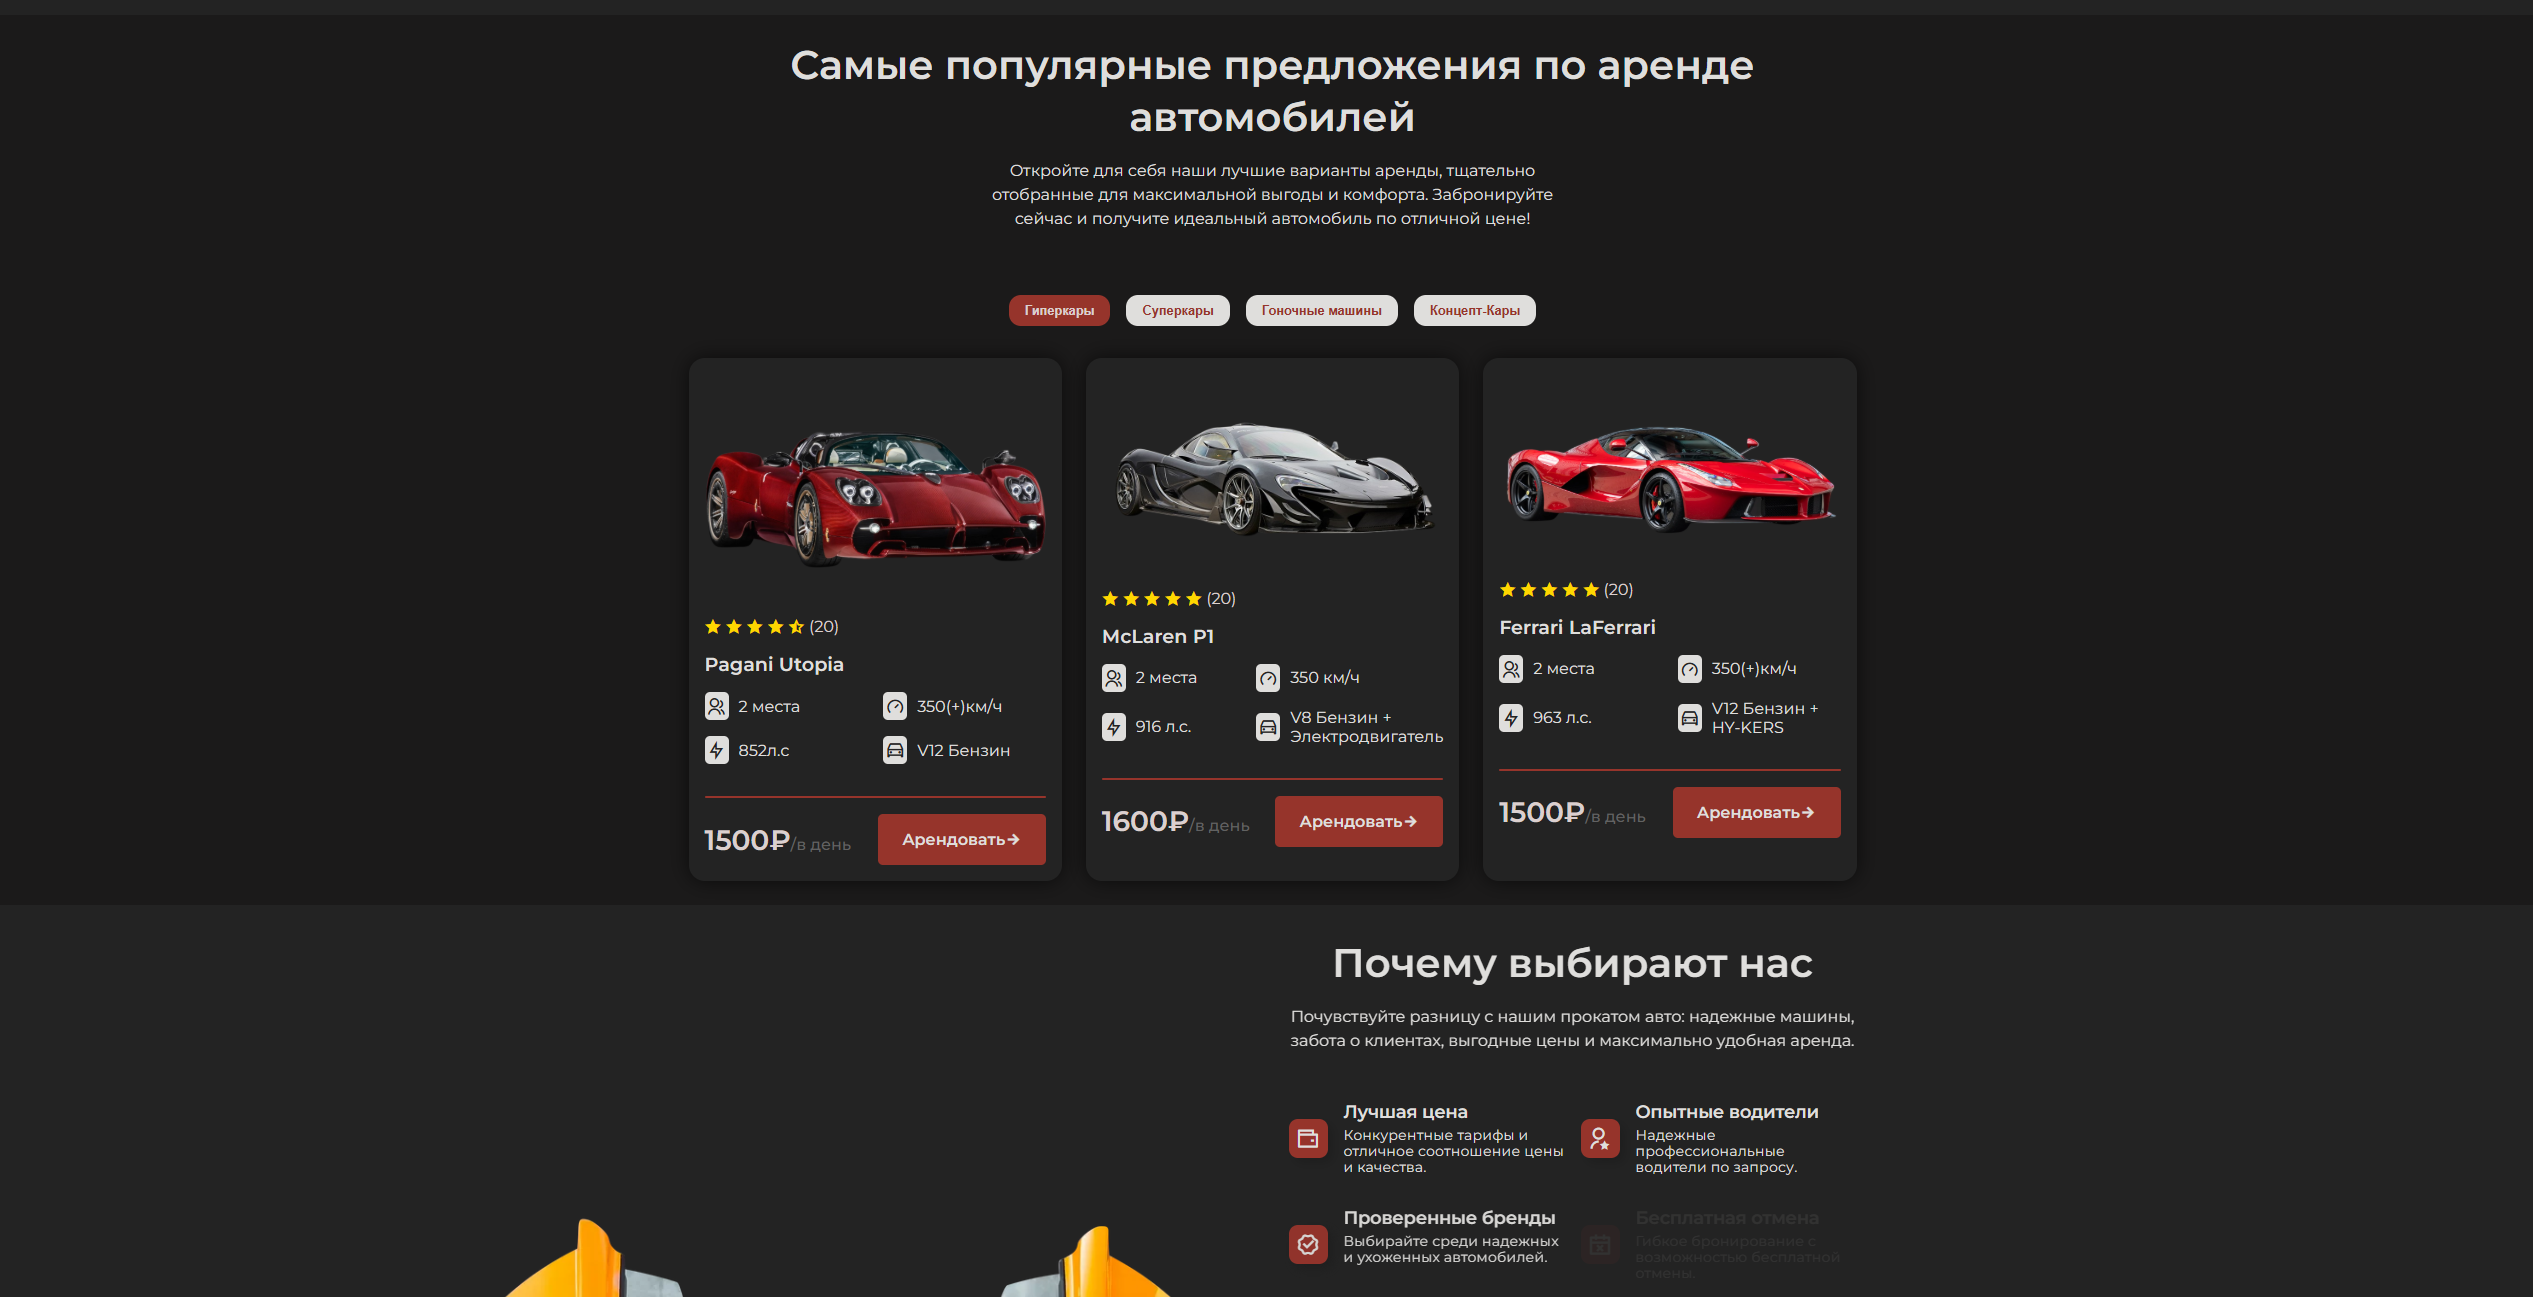 Самые популярные предложения по аренде
автомобилей
Откройте для себя наши лучшие варианты аренды, тщательно
отобранные для максимальной выгоды и комфорта. Забронируйте
сейчас и получите идеальный автомобиль по отличной цене!
Гиперкары
Суперкары
Гоночные машины
Концепт-Кары
(20)
Pagani Utopia
2 места
350(+)км/ч
852л.с
V12 Бензин
1500₽/в день
Арендовать→
(20)
McLaren P1
2 места
350 км/ч
916 л.с.
V8 Бензин +
Электродвигатель
1600₽/в день
Арендовать→
(20)
Ferrari LaFerrari
2 места
350(+)км/ч
963 л.с.
V12 Бензин +
HY-KERS
1500₽/в день
Арендовать→
Почему выбирают нас
Почувствуйте разницу с нашим прокатом авто: надежные машины,
забота о клиентах, выгодные цены и максимально удобная аренда.
Лучшая цена
Конкурентные тарифы и
отличное соотношение цены
и качества.
Опытные водители
Надежные
профессиональные
водители по запросу.
Проверенные бренды
Выбирайте среди надежных
и ухоженных автомобилей.
Бесплатная отмена
Гибкое бронирование с
возможностью бесплатной
отмены.